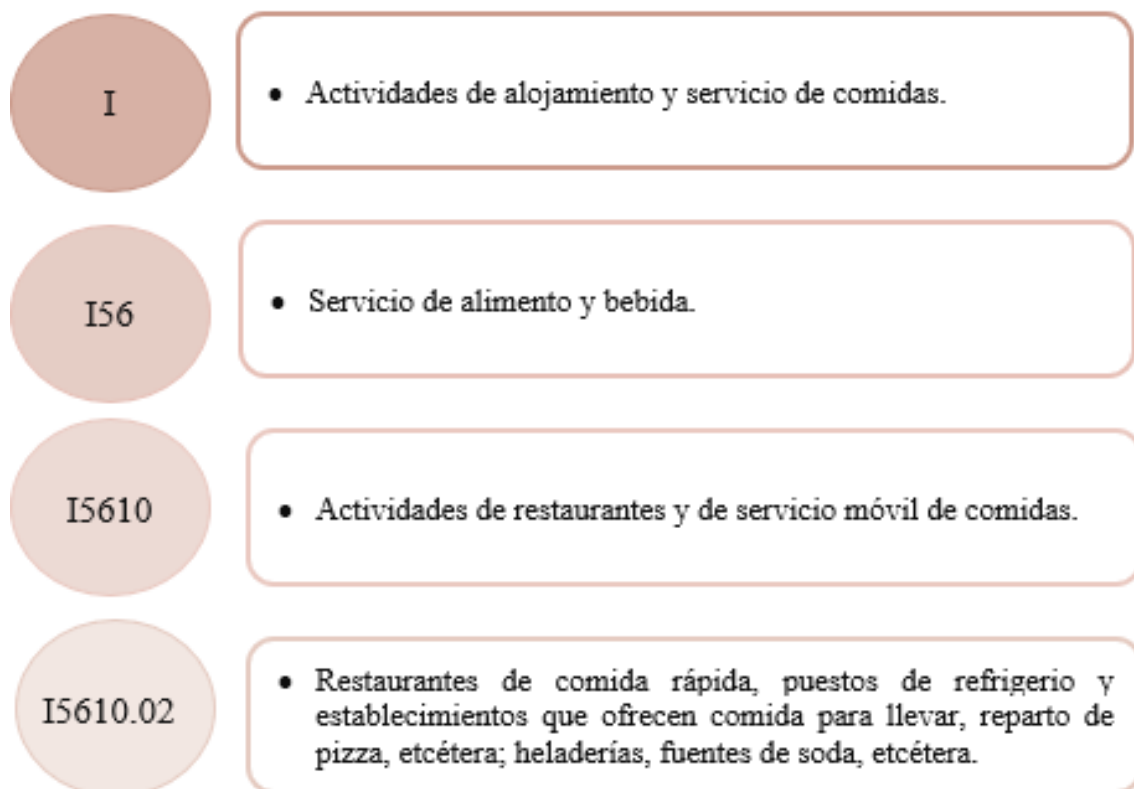 I
• Actividades de alojamiento y servicio de comidas.
I56
• Servicio de alimento y bebida.
I5610
• Actividades de restaurantes y de servicio móvil de comidas.
I5610.02
• Restaurantes de comida rápida, puestos de refrigerio y
establecimientos que ofrecen comida para llevar, reparto de
pizza, etcétera; heladerías, fuentes de soda, etcétera.